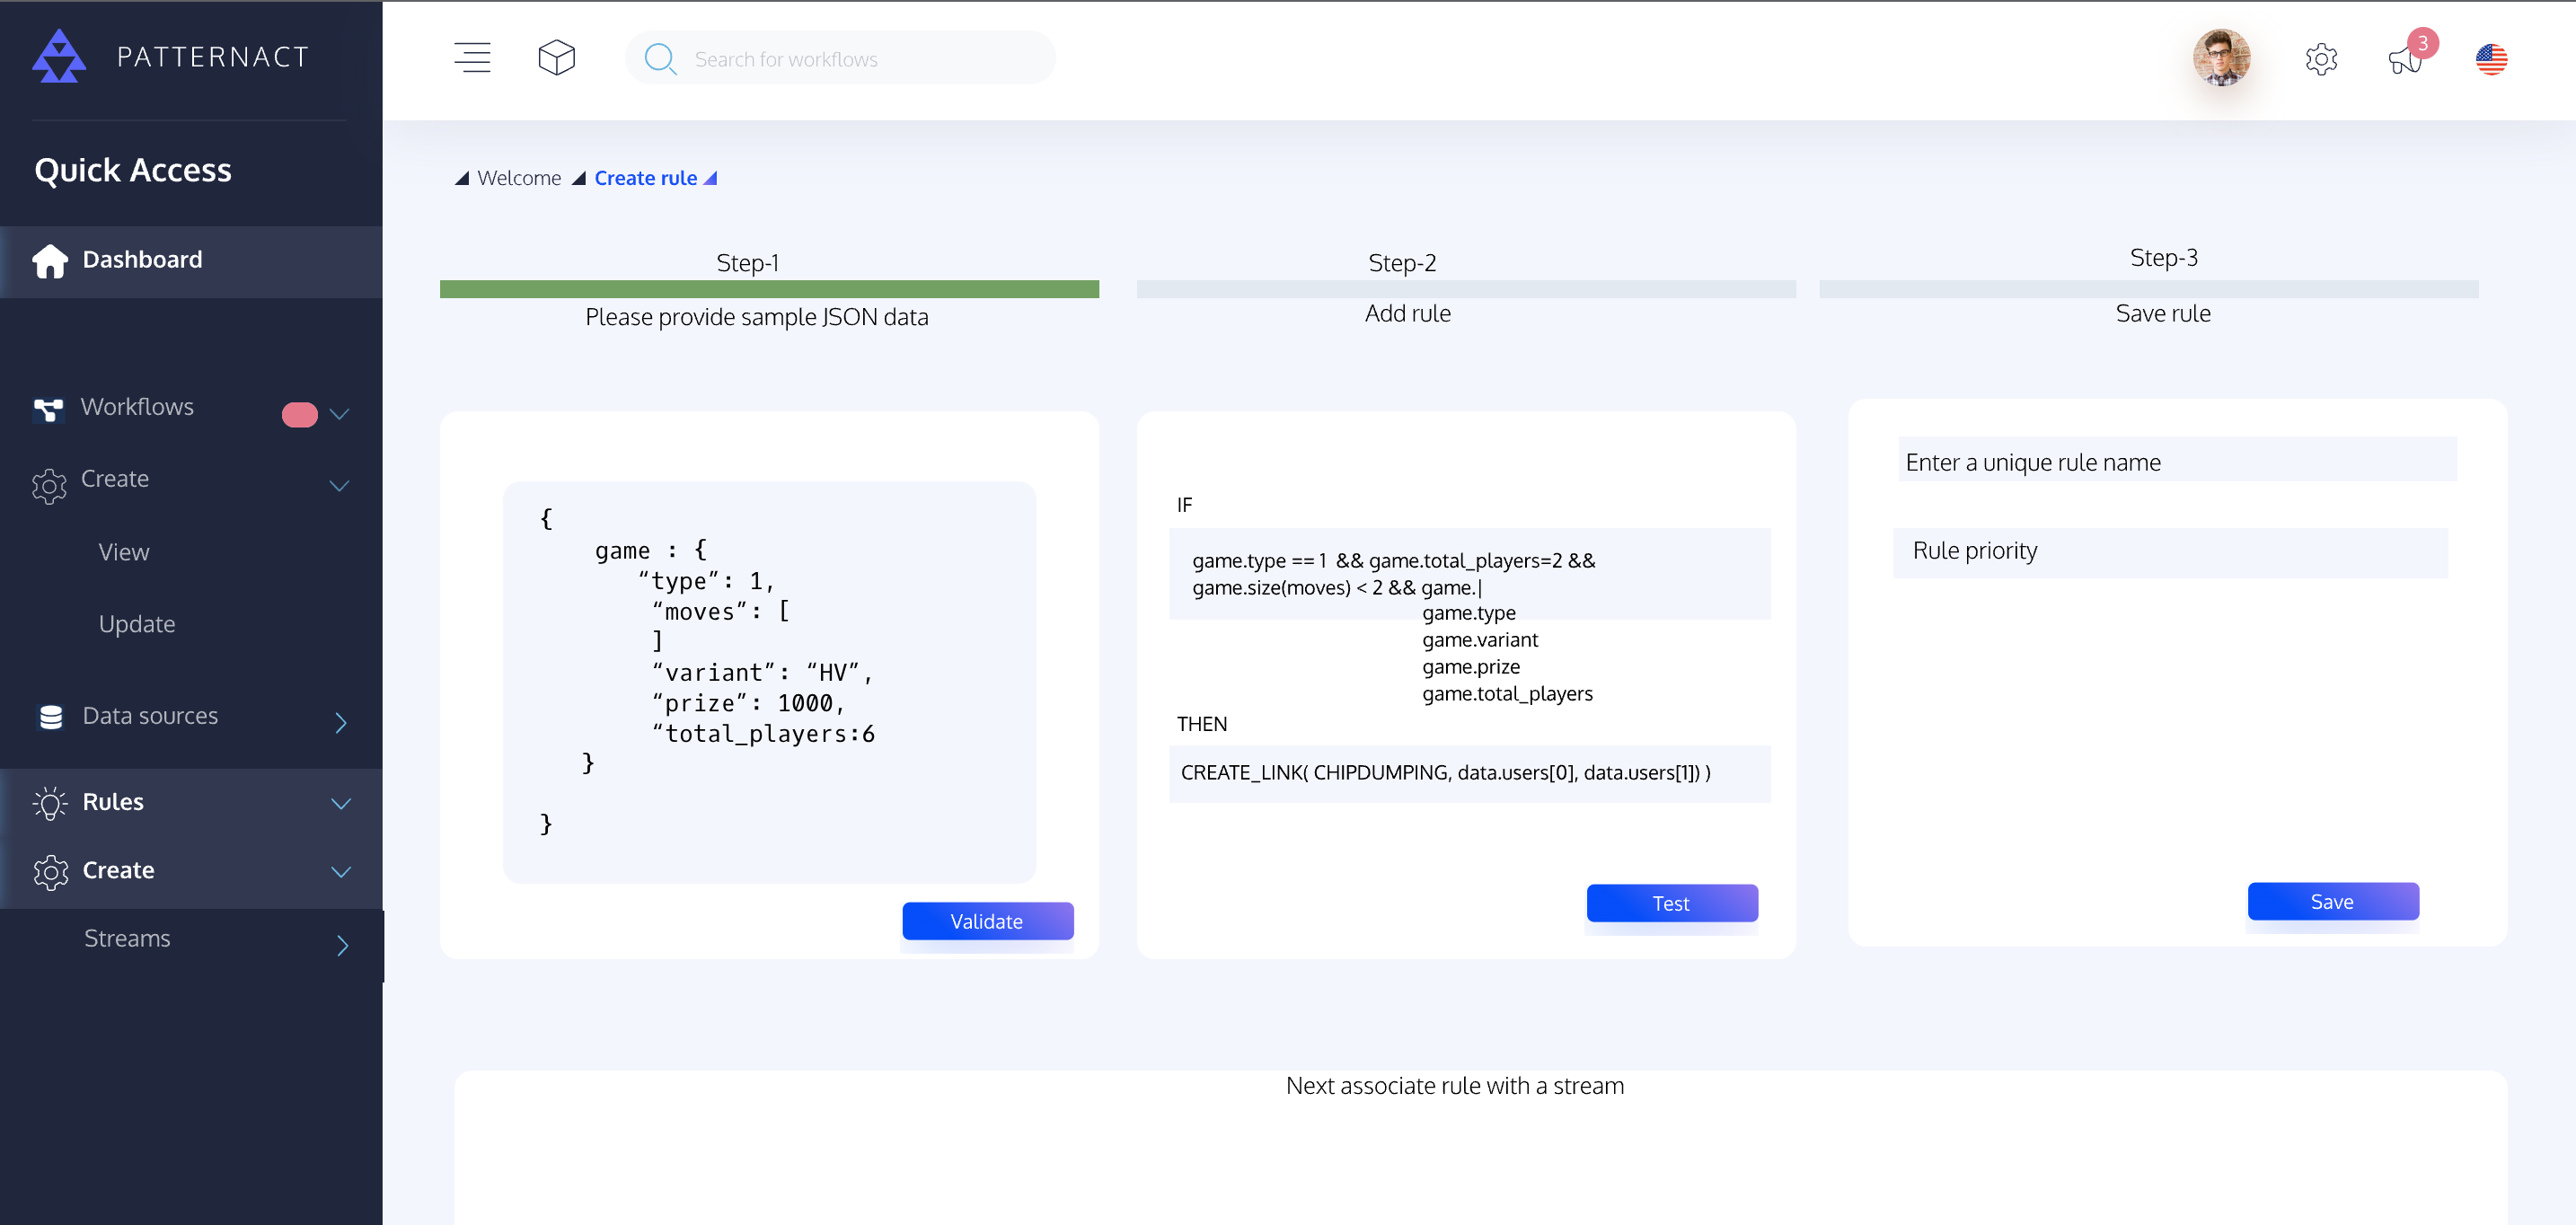 PATTERNACT
Search for workflows
3
Quick Access
Dashboard
Workflows
Create
View
Update
Data sources
Rules
Create
Streams
Welcome
Create rule
Step-1
Please provide sample JSON data
Step-2
Add rule
Step-3
Save rule
{
game : {
“type”: 1,
“moves”: [
]
“variant”: “HV”,
“prize”: 1000,
“total_players:6
}
}
Validate
IF
game.type == 1 && game.total_players=2 &&
game.size(moves) < 2 && game.|
game.type
game.variant
game.prize
game.total_players
THEN
CREATE_LINK( CHIPDUMPING, data.users[0], data.users[1]) )
Test
Enter a unique rule name
Rule priority
Save
Next associate rule with a stream